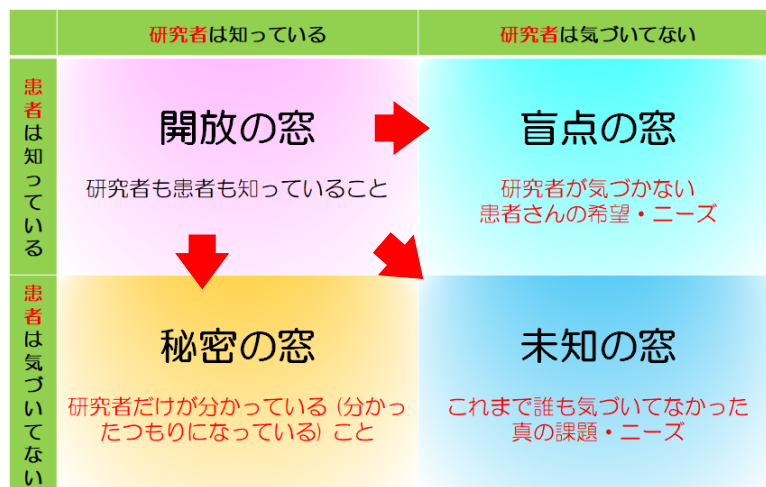 研究者は知っている
研究者は気づいてない
患者は知っている
開放の窓
研究者も患者も知っていること
盲点の窓
研究者が気づかない
患者さんの希望・ニーズ
患者は気づいてない
秘密の窓
研究者だけが分かっている (分かっ
たつもりになっている) こと
未知の窓
これまで誰も気づいてなかった
真の課題・ニーズ